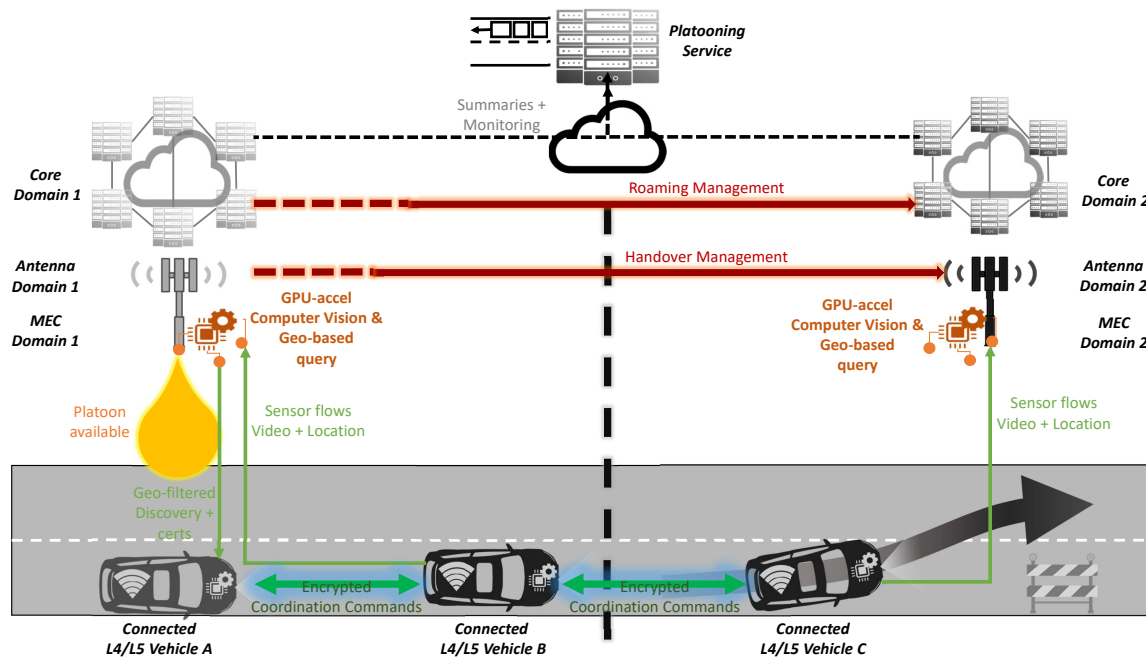 Platooning
Service
Summaries +
Monitoring
Core
Domain 1
Roaming Management
Core
Domain 2
Antenna
Domain 1
Handover Management
Antenna
Domain 2
MEC
Domain 1
GPU-accel
Computer Vision &
Geo-based
query
GPU-accel
Computer Vision &
Geo-based
query
MEC
Domain 2
Platoon
available
Sensor flows
Video + Location
Sensor flows
Video + Location
Geo-filtered
Discovery +
certs
Encrypted
Coordination Commands
Encrypted
Coordination Commands
Connected
L4/L5 Vehicle A
Connected
L4/L5 Vehicle B
Connected
L4/L5 Vehicle C